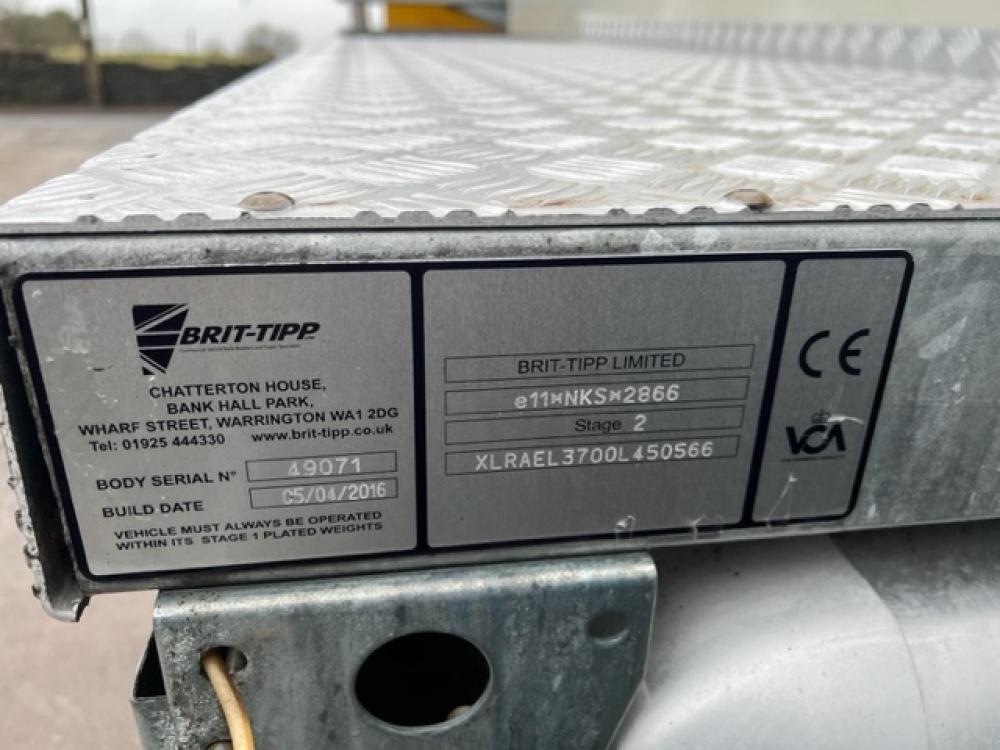 BRIT-TIPP
CHATTERTON HOUSE,
BANK HALL PARK,
WHARF STREET, WARRINGTON WA1 2DG
Tel: 01925 444330 www.brit-tipp.co.uk
BODY SERIAL N° 49071
BUILD DATE 05/04/2016
VEHICLE MUST ALWAYS BE OPERATED
WITHIN ITS STAGE 1 PLATED WEIGHTS
BRIT-TIPP LIMITED
e11*NKS*2866
Stage 2
XLRAEL3700L450566
CE
VCA